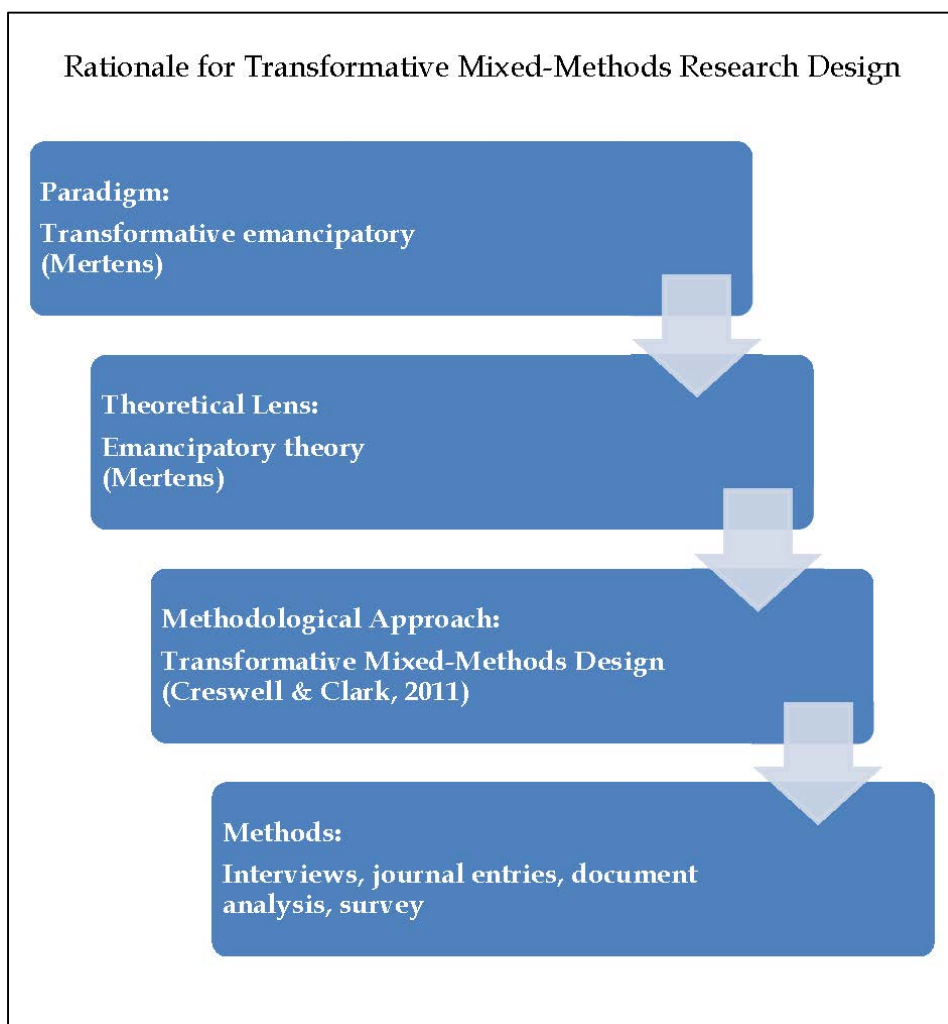 Rationale for Transformative Mixed-Methods Research Design
Paradigm:
Transformative emancipatory
(Mertens)
Theoretical Lens:
Emancipatory theory
(Mertens)
Methodological Approach:
Transformative Mixed-Methods Design
(Creswell & Clark, 2011)
Methods:
Interviews, journal entries, document
analysis, survey